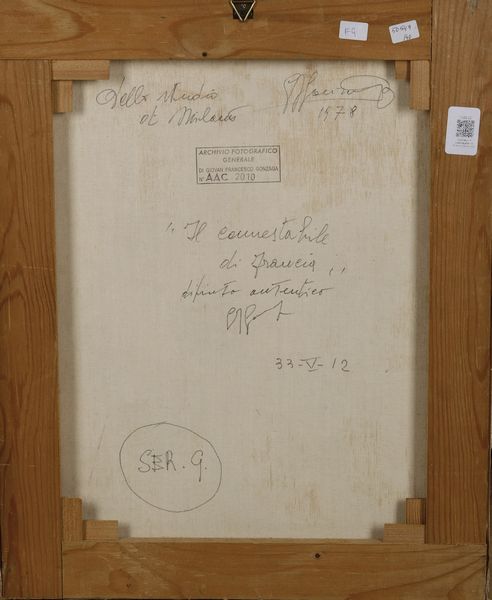 FG
Dello studio
di Milano
1978
ARCHIVIO FOTOGRAFICO
GENERALE
DI GIOVAN FRANCESCO GONZAGA
N° AAC 2010
"Il connestabile
di Francia,,
dipinto autentico
33-V-12
SER. G.